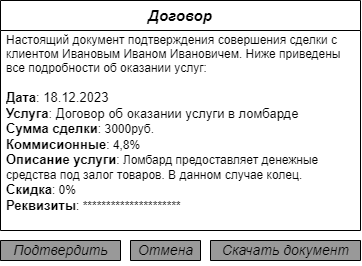 Договор
Настоящий документ подтверждения совершения сделки с
клиентом Ивановым Иваном Ивановичем. Ниже приведены
все подробности об оказании услуг:
Дата: 18.12.2023
Услуга: Договор об оказании услуги в ломбарде
Сумма сделки: 3000руб.
Коммисионные: 4,8%
Описание услуги: Ломбард предоставляет денежные
средства под залог товаров. В данном случае колец.
Скидка: 0%
Реквизиты: *********************
Подтвердить Отмена Скачать документ